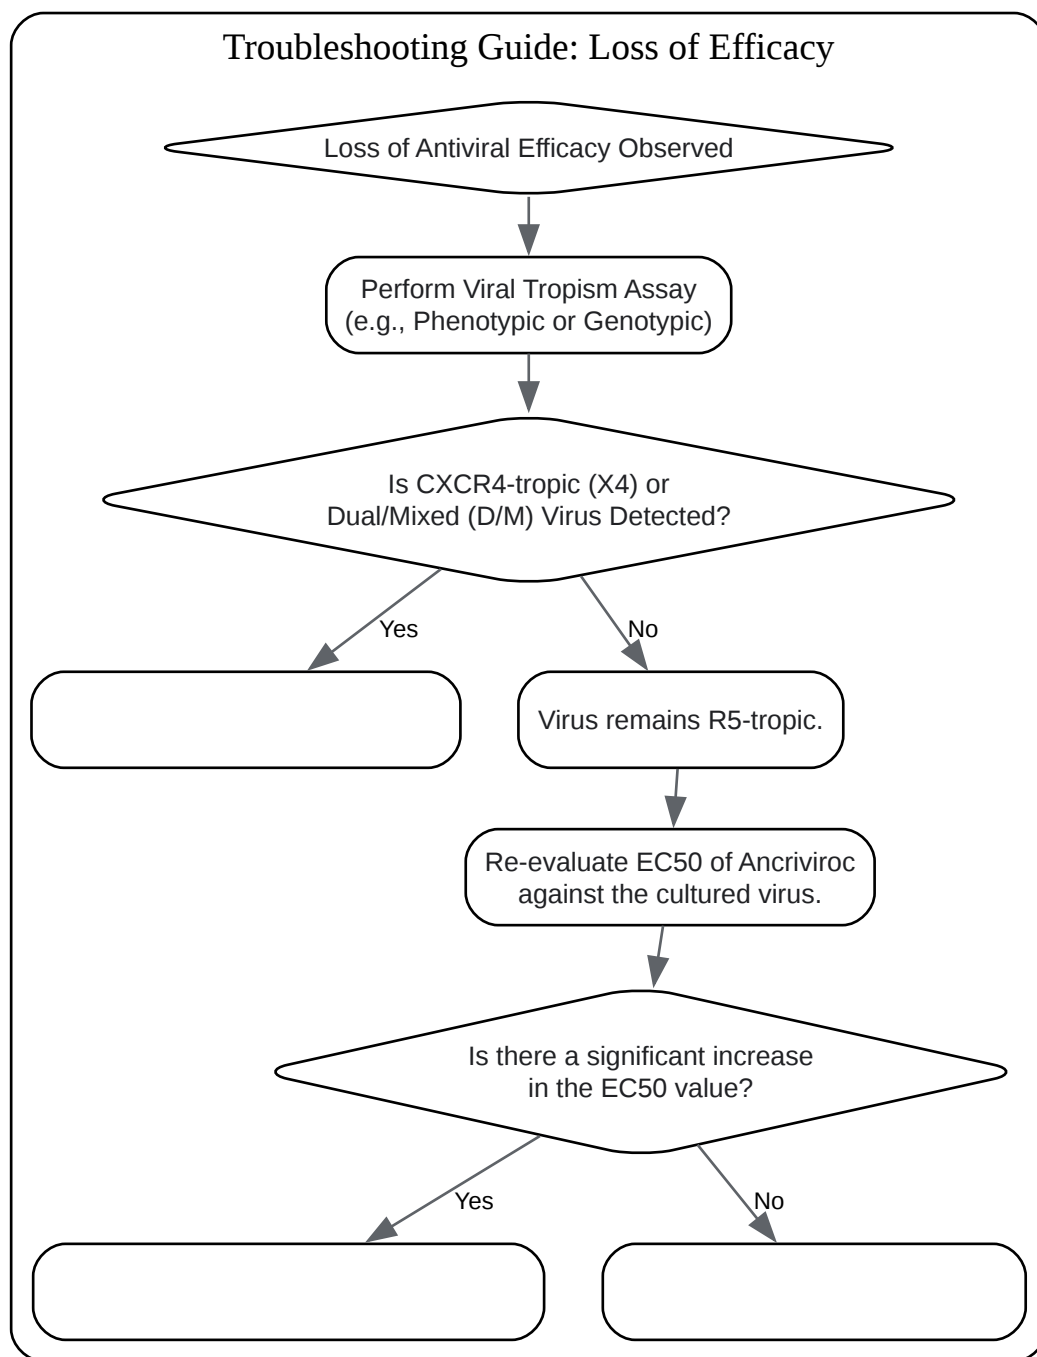 Troubleshooting Guide: Loss of Efficacy
Loss of Antiviral Efficacy Observed
Perform Viral Tropism Assay
(e.g., Phenotypic or Genotypic)
Is CXCR4-tropic (X4) or
Dual/Mixed (D/M) Virus Detected?
Yes
No
Virus remains R5-tropic.
Re-evaluate EC50 of Ancriviroc
against the cultured virus.
Is there a significant increase
in the EC50 value?
Yes
No